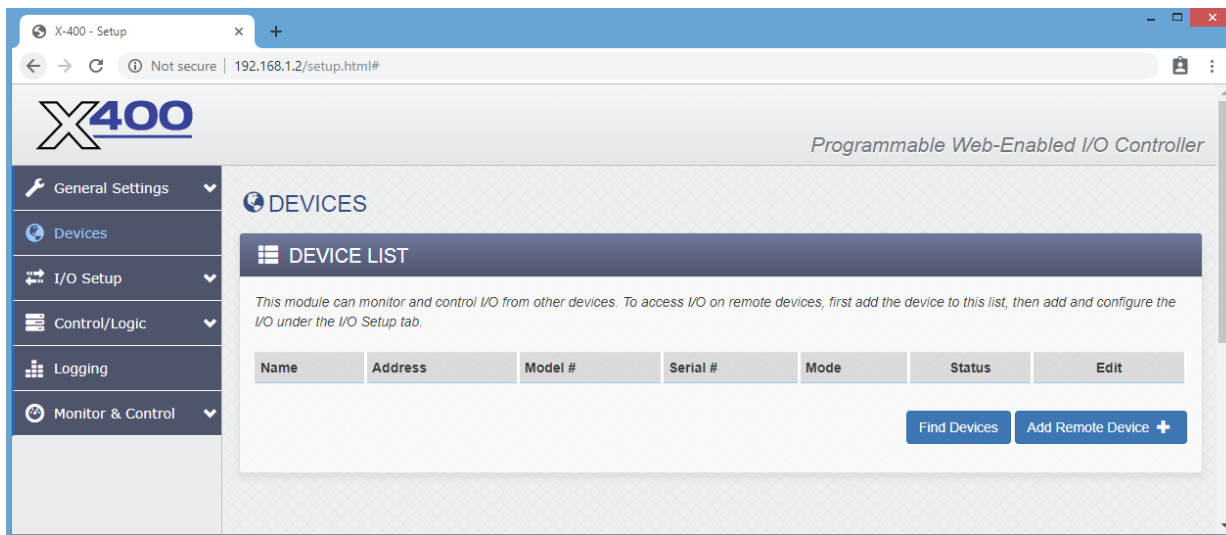 X-400 - Setup
Not secure | 192.168.1.2/setup.html#
X400
Programmable Web-Enabled I/O Controller
General Settings
Devices
I/O Setup
Control/Logic
Logging
Monitor & Control
DEVICES
DEVICE LIST
This module can monitor and control I/O from other devices. To access I/O on remote devices, first add the device to this list, then add and configure the
I/O under the I/O Setup tab.
Name Address Model # Serial # Mode Status Edit
Find Devices Add Remote Device